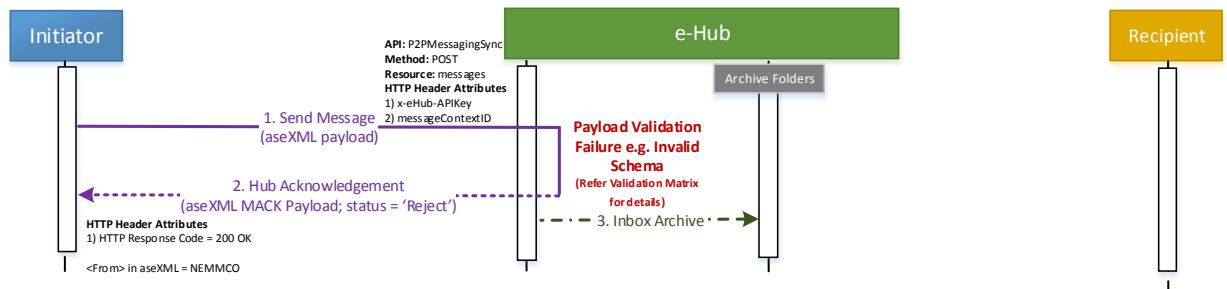 Initiator
e-Hub
Recipient
API: P2PMessagingSync
Method: POST
Resource: messages
HTTP Header Attributes
1) x-eHub-APIKey
2) messageContextID
Archive Folders
1. Send Message
(aseXML payload)
Payload Validation
Failure e.g. Invalid
Schema
(Refer Validation Matrix
for details)
2. Hub Acknowledgement
(aseXML MACK Payload; status = ‘Reject’)
3. Inbox Archive
HTTP Header Attributes
1) HTTP Response Code = 200 OK
<From> in aseXML = NEMMCO